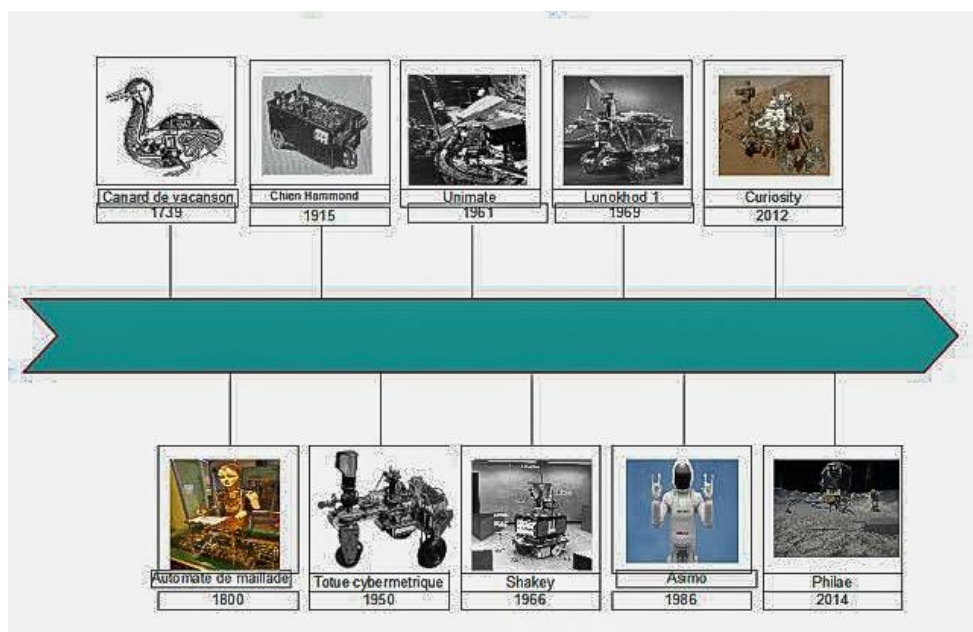 Canard de vacanson
1739
Chien Hammond
1915
Unimate
1961
Lunokhod 1
1969
Curiosity
2012
Automate de mailladet
1800
Totue cybermetrique
1950
Shakey
1966
Asimo
1986
Philae
2014